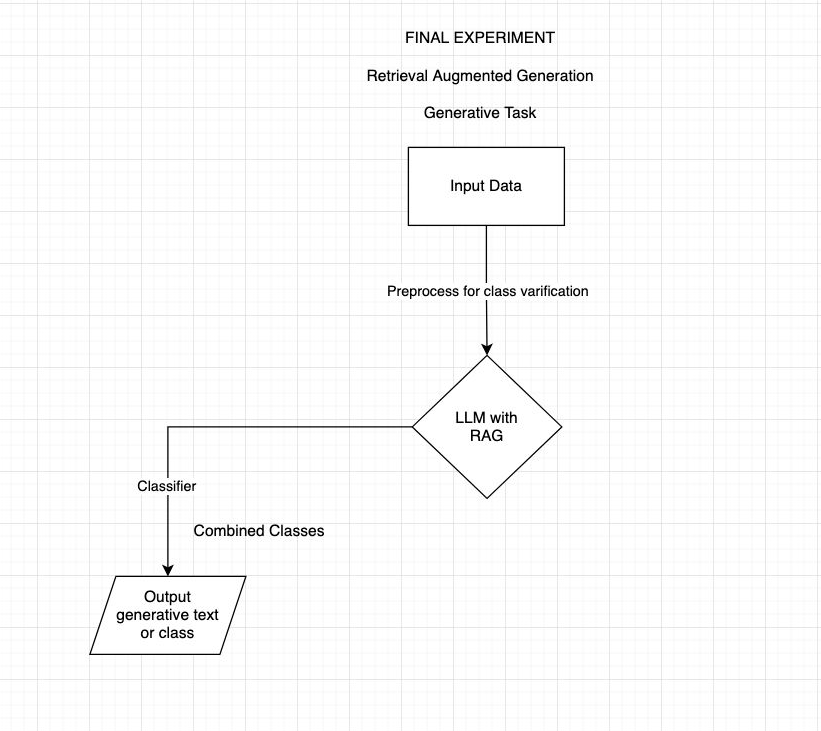 FINAL EXPERIMENT
Retrieval Augmented Generation
Generative Task
Input Data
Preprocess for class varification
LLM with
RAG
Classifier
Combined Classes
Output
generative text
or class